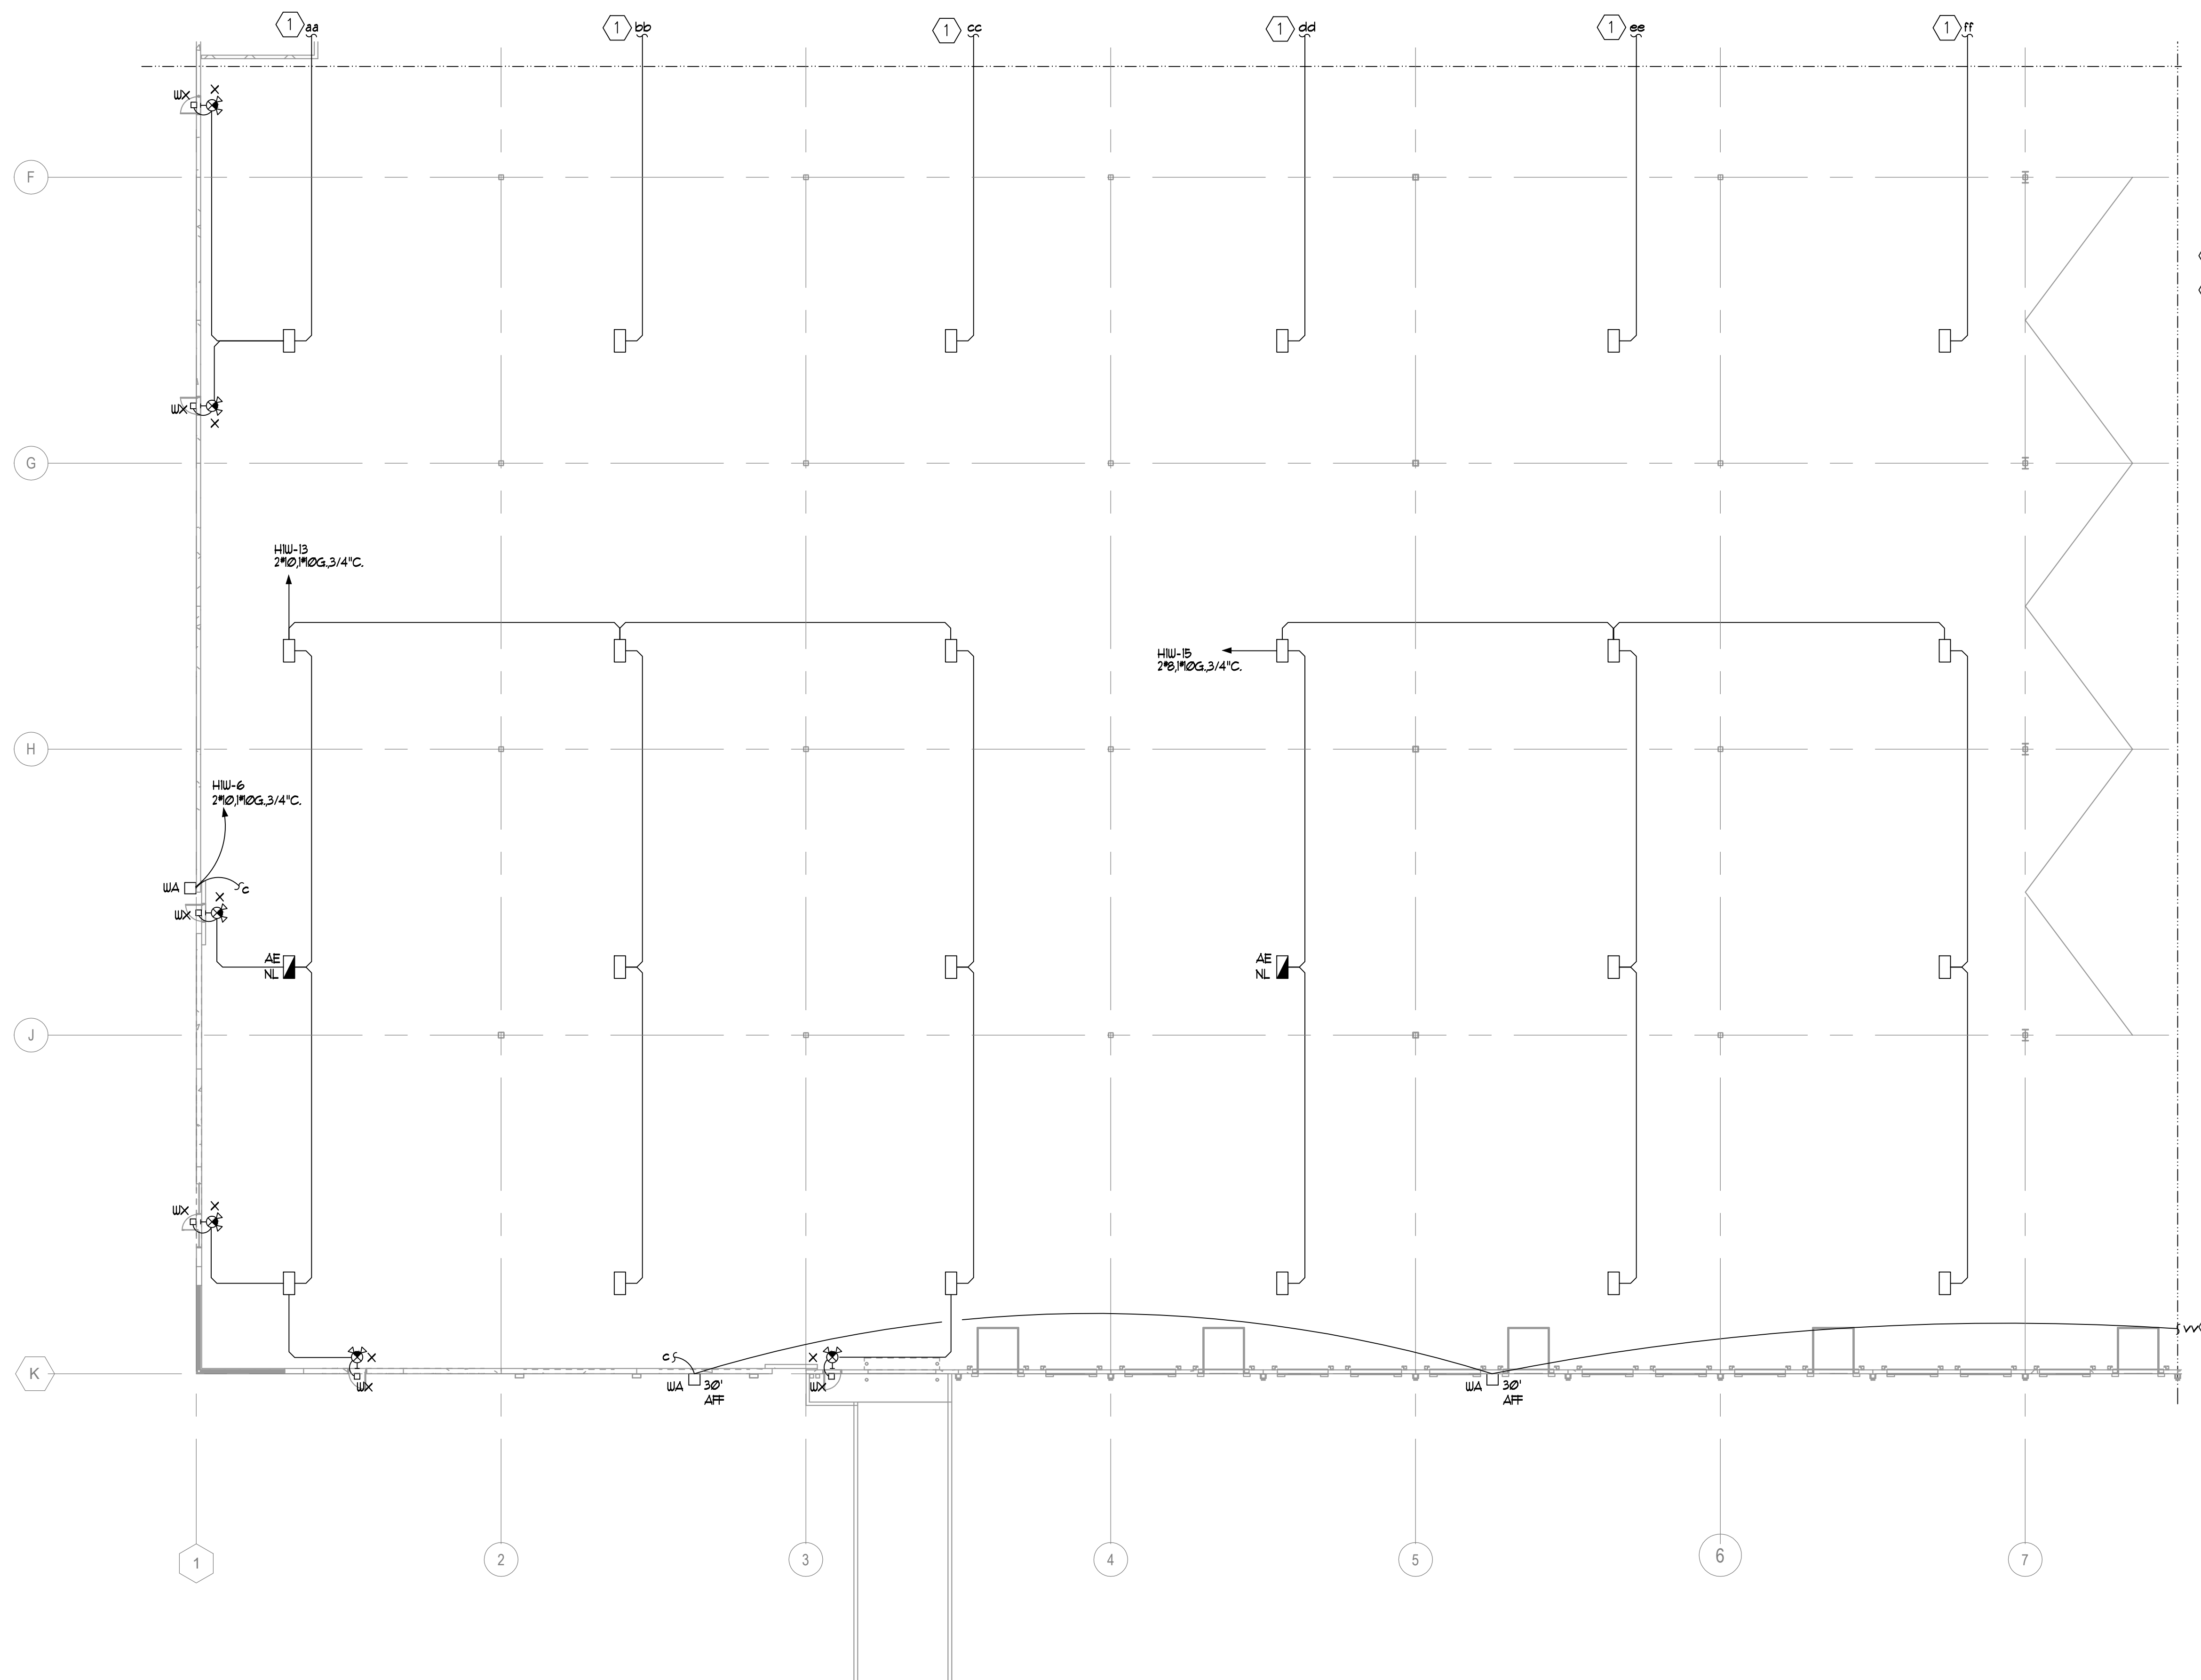 1 aa
1 bb
1 cc
1 dd
1 ee
1 ff
X
WX
F
WX
X
G
H1W-13
2#10,1#10G.,3/4"C.
H1W-15
2#8,1#10G.,3/4"C.
H
H1W-6
2#10,1#10G.,3/4"C.
WA
c
X
WX
AE
NL
AE
NL
J
X
WX
X
WX
c
WA
30'
AFF
X
WX
WA
30'
AFF
K
1
2
3
4
5
6
7